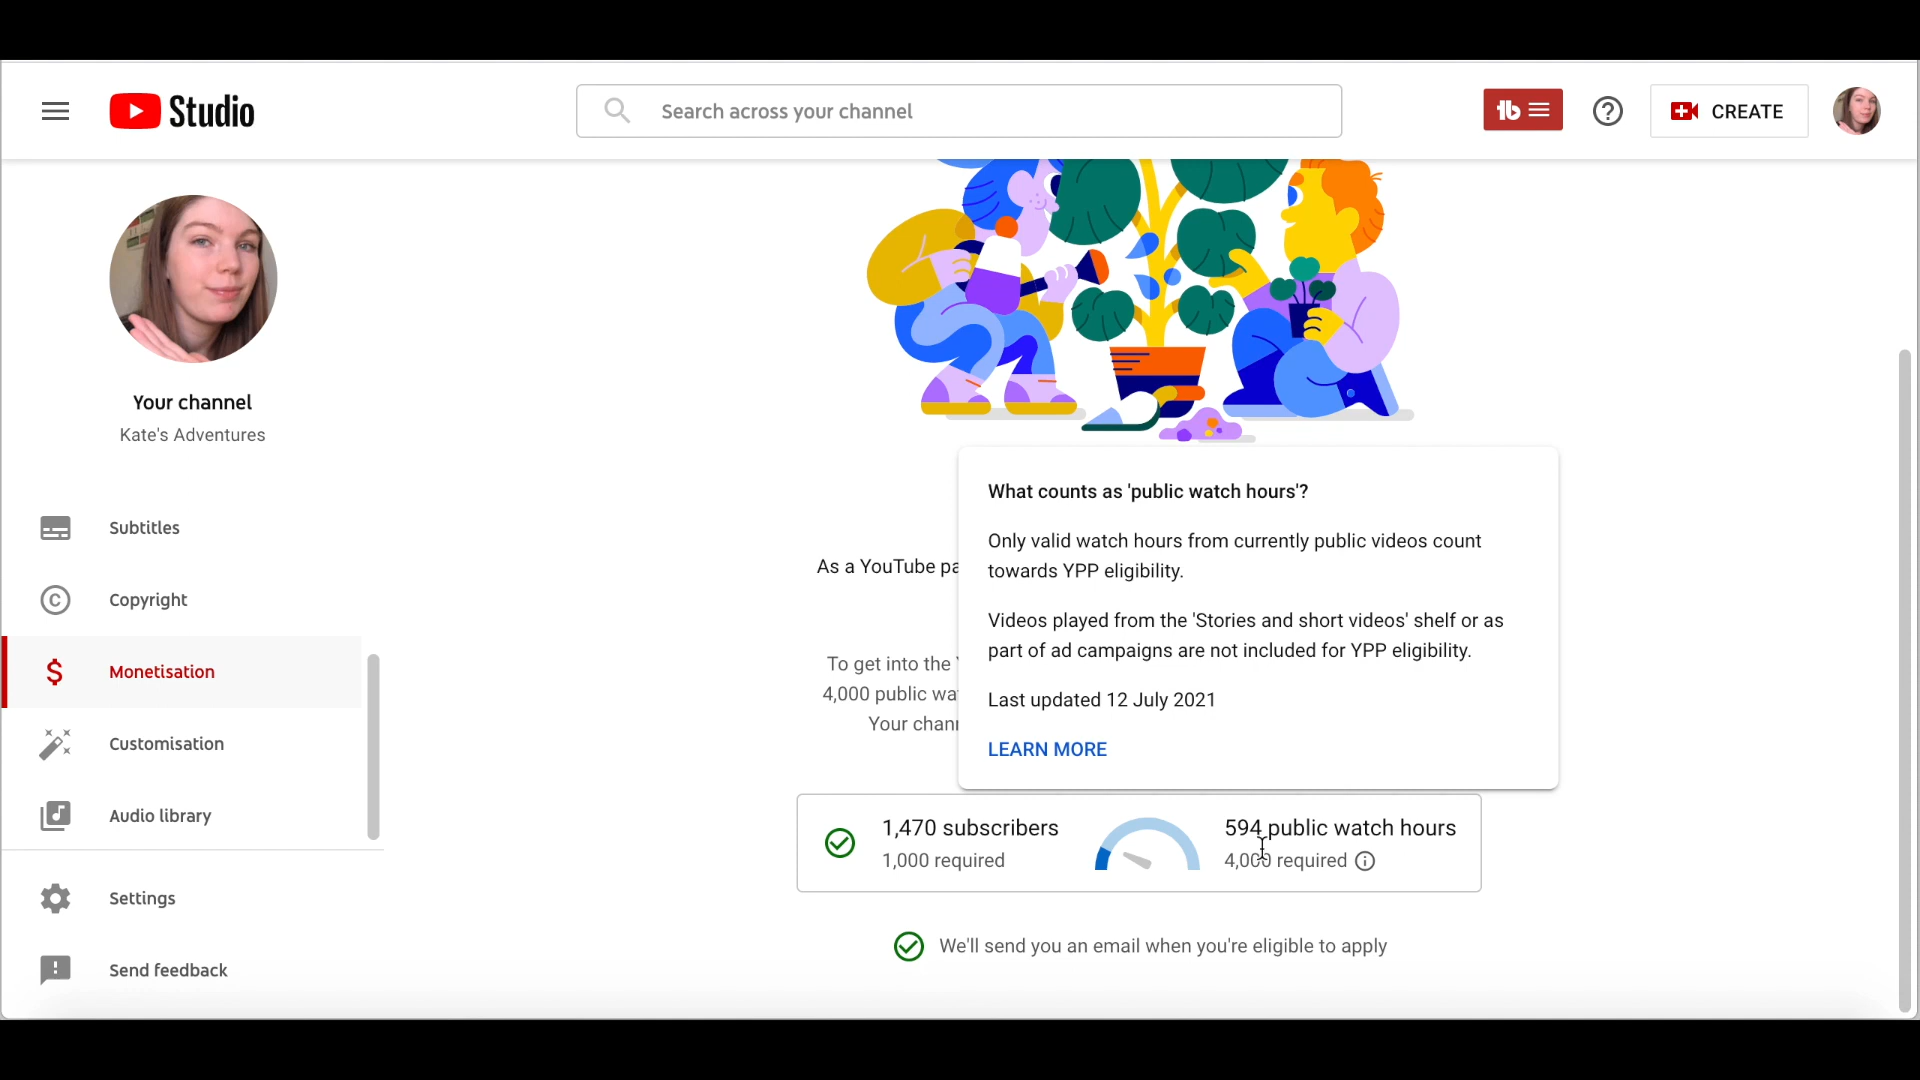 Studio
Search across your channel
CREATE
Your channel
Kate's Adventures
Subtitles
Copyright
Monetisation
Customisation
Audio library
Settings
Send feedback
What counts as 'public watch hours'?
Only valid watch hours from currently public videos count
towards YPP eligibility.
Videos played from the 'Stories and short videos' shelf or as
part of ad campaigns are not included for YPP eligibility.
Last updated 12 July 2021
LEARN MORE
As a YouTube pa
To get into the
4,000 public wa
Your chann
1,470 subscribers
1,000 required
594 public watch hours
4,000 required
We'll send you an email when you're eligible to apply